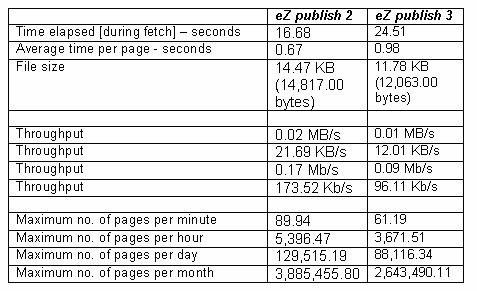 eZ publish 2 eZ publish 3
Time elapsed [during fetch] – seconds 16.68 24.51
Average time per page - seconds 0.67 0.98
File size 14.47 KB 11.78 KB
(14,817.00 (12,063.00
bytes) bytes)
Throughput 0.02 MB/s 0.01 MB/s
Throughput 21.69 KB/s 12.01 KB/s
Throughput 0.17 Mb/s 0.09 Mb/s
Throughput 173.52 Kb/s 96.11 Kb/s
Maximum no. of pages per minute 89.94 61.19
Maximum no. of pages per hour 5,396.47 3,671.51
Maximum no. of pages per day 129,515.19 88,116.34
Maximum no. of pages per month 3,885,455.80 2,643,490.11